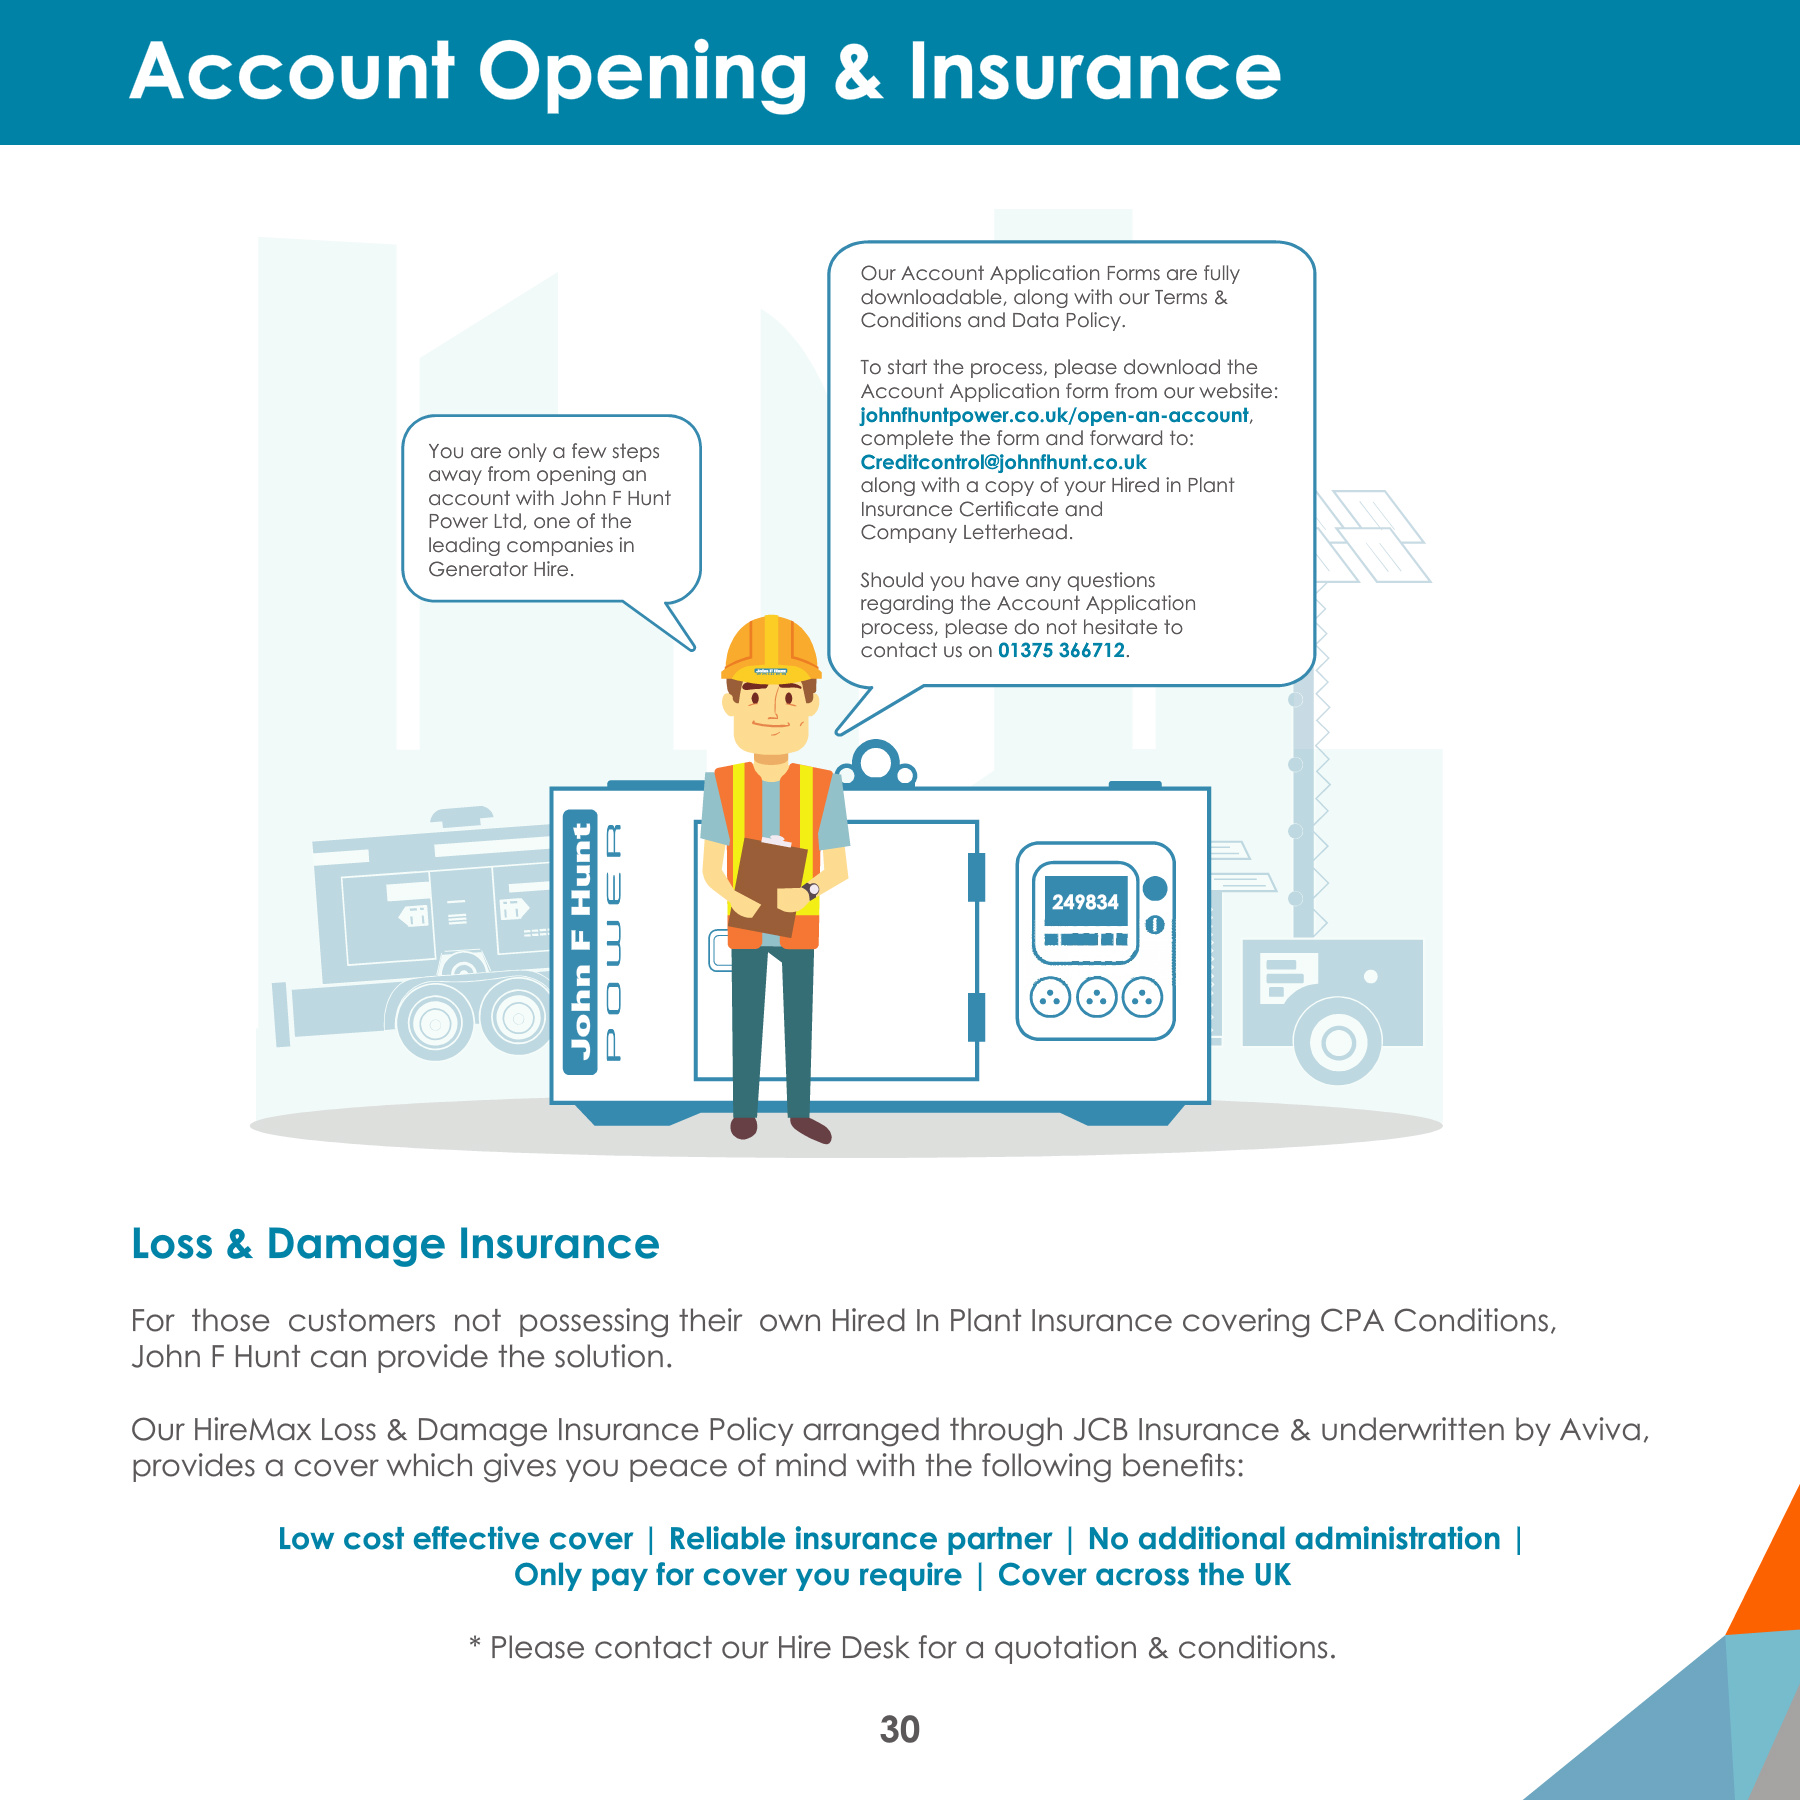 Account Opening & Insurance
You are only a few steps
away from opening an
account with John F Hunt
Power Ltd, one of the
leading companies in
Generator Hire.
Our Account Application Forms are fully
downloadable, along with our Terms &
Conditions and Data Policy.
To start the process, please download the
Account Application form from our website:
johnfhuntpower.co.uk/open-an-account,
complete the form and forward to:
Creditcontrol@johnfhunt.co.uk
along with a copy of your Hired in Plant
Insurance Certificate and
Company Letterhead.
Should you have any questions
regarding the Account Application
process, please do not hesitate to
contact us on 01375 366712.
John F Hunt
John F Hunt
POWER
249834
Loss & Damage Insurance
For those customers not possessing their own Hired In Plant Insurance covering CPA Conditions,
John F Hunt can provide the solution.
Our HireMax Loss & Damage Insurance Policy arranged through JCB Insurance & underwritten by Aviva,
provides a cover which gives you peace of mind with the following benefits:
Low cost effective cover | Reliable insurance partner | No additional administration |
Only pay for cover you require | Cover across the UK
* Please contact our Hire Desk for a quotation & conditions.
30